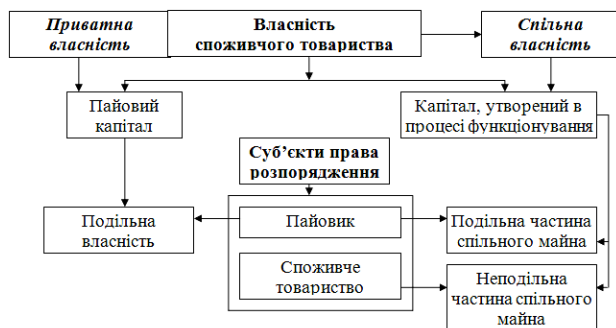 Приватна
власність
Власність
споживчого товариства
Спільна
власність
Пайовий
капітал
Капітал, утворений в
процесі функціонування
Суб’єкти права
розпорядження
Подільна
власність
Пайовик
Подільна частина
спільного майна
Споживче
товариство
Неподільна
частина спільного
майна